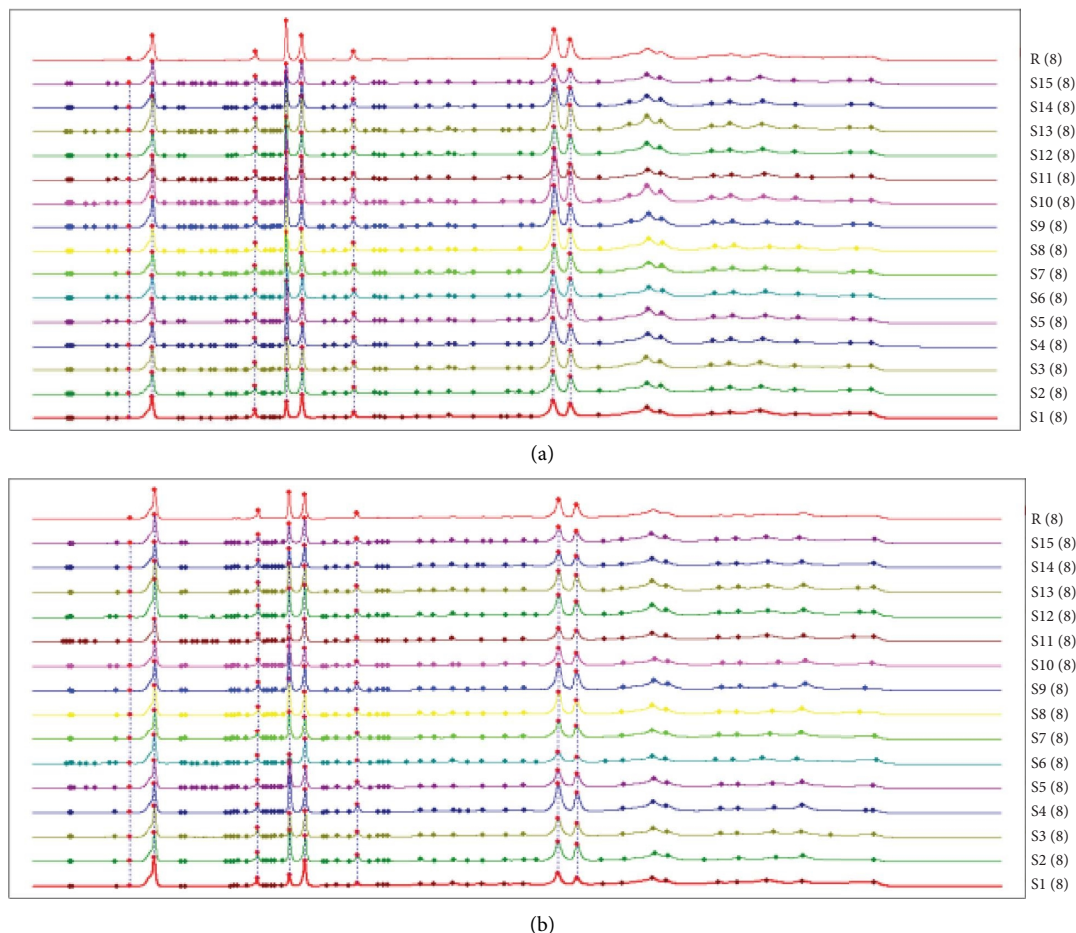 R (8)
S15 (8)
S14 (8)
S13 (8)
S12 (8)
S11 (8)
S10 (8)
S9 (8)
S8 (8)
S7 (8)
S6 (8)
S5 (8)
S4 (8)
S3 (8)
S2 (8)
S1 (8)
(a)
R (8)
S15 (8)
S14 (8)
S13 (8)
S12 (8)
S11 (8)
S10 (8)
S9 (8)
S8 (8)
S7 (8)
S6 (8)
S5 (8)
S4 (8)
S3 (8)
S2 (8)
S1 (8)
(b)